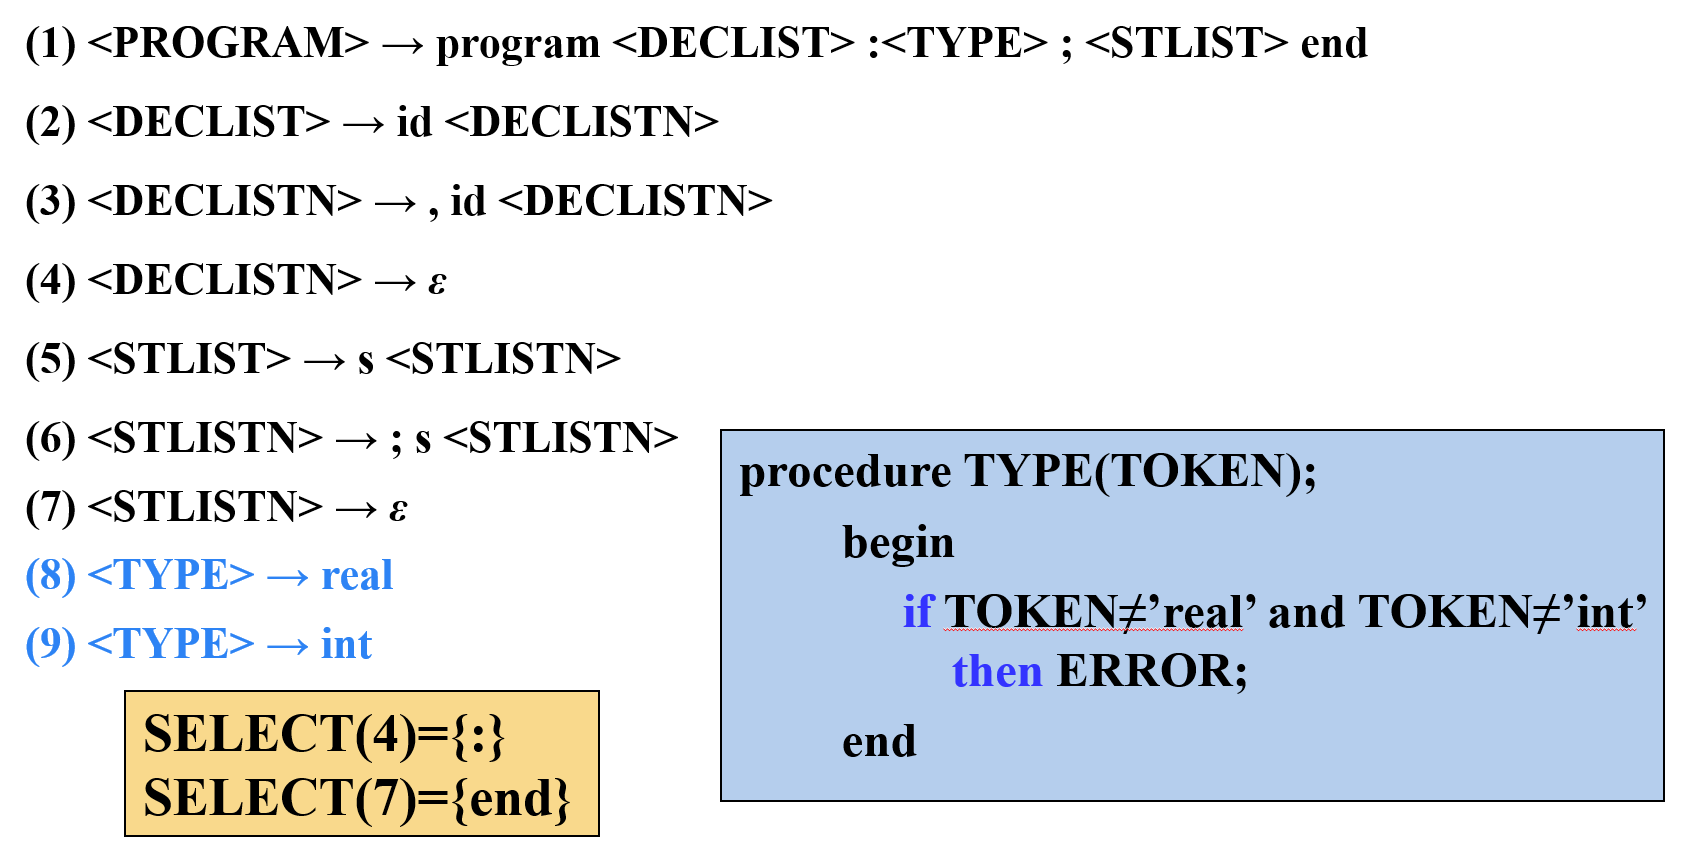 (1) <PROGRAM> → program <DECLIST> :<TYPE> ; <STLIST> end
(2) <DECLIST> → id <DECLISTN>
(3) <DECLISTN> → , id <DECLISTN>
(4) <DECLISTN> → ε
(5) <STLIST> → s <STLISTN>
(6) <STLISTN> → ; s <STLISTN>
(7) <STLISTN> → ε
(8) <TYPE> → real
(9) <TYPE> → int
SELECT(4)={:}
SELECT(7)={end}
procedure TYPE(TOKEN);
begin
if TOKEN≠’real’ and TOKEN≠’int’
then ERROR;
end